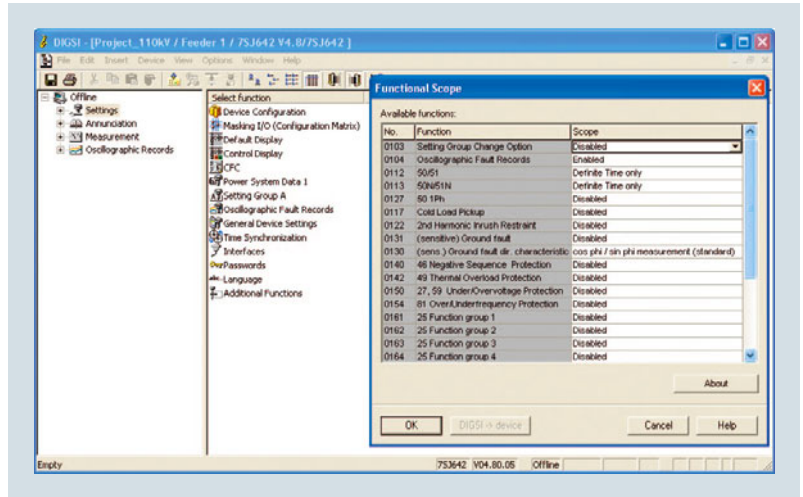 DIGSI - [Project_110kV / Feeder 1 / 7SJ642 V4.8/7SJ642 ]
File Edit Insert Device View Options Window Help
Offline
Settings
Annunciation
Measurement
Oscillographic Records
Select function
Device Configuration
Masking I/O (Configuration Matrix)
Default Display
Control Display
CFC
Power System Data 1
Setting Group A
Oscillographic Fault Records
General Device Settings
Time Synchronization
Interfaces
Passwords
Language
Additional Functions
Functional Scope
Available functions:
No. Function Scope
0103 Setting Group Change Option Disabled
0104 Oscillographic Fault Records Enabled
0112 50/51 Definite Time only
0113 50N/51N Definite Time only
0127 50 1Ph Disabled
0117 Cold Load Pickup Disabled
0122 2nd Harmonic Inrush Restraint Disabled
0131 (sensitive) Ground fault Disabled
0130 (sens.) Ground fault dir. characteristic cos phi / sin phi measurement (standard)
0140 46 Negative Sequence Protection Disabled
0142 49 Thermal Overload Protection Disabled
0150 27, 59 Under/Overvoltage Protection Disabled
0154 81 Over/Underfrequency Protection Disabled
0161 25 Function group 1 Disabled
0162 25 Function group 2 Disabled
0163 25 Function group 3 Disabled
0164 25 Function group 4 Disabled
About
OK DIGSI -> device Cancel Help
Empty 7SJ642 V04.80.05 Offline